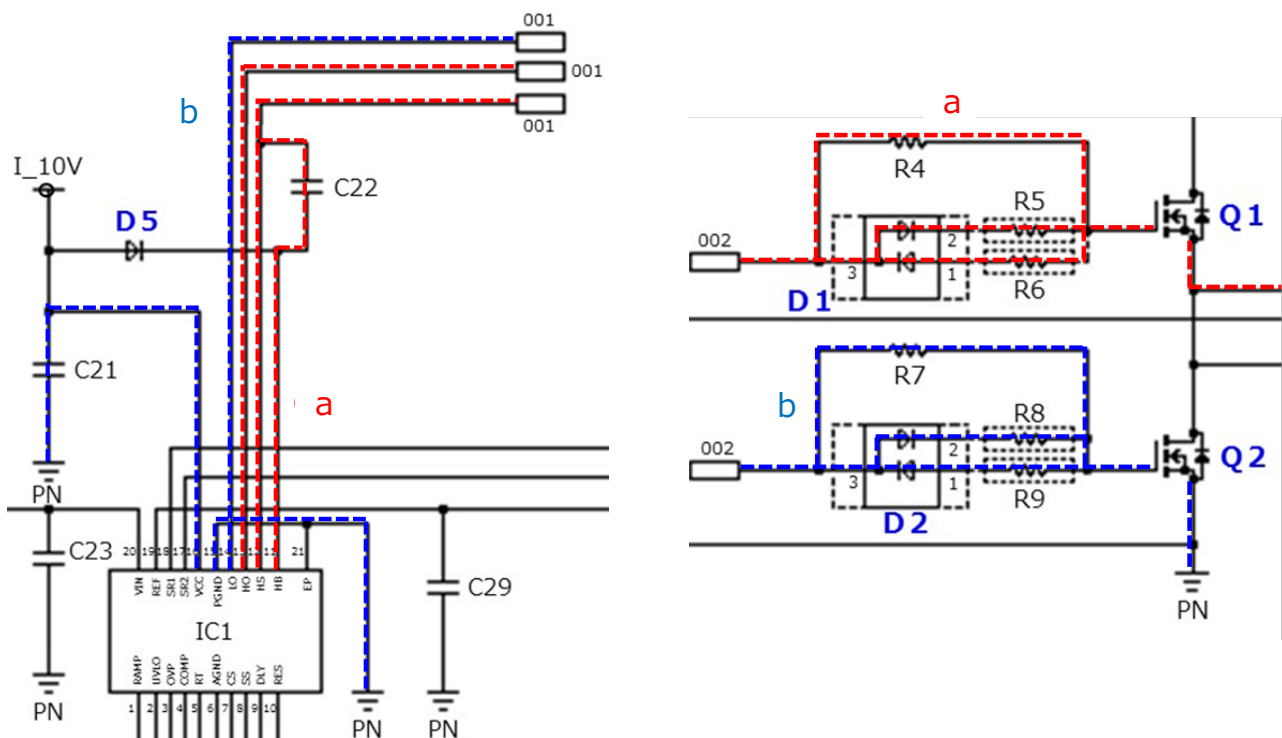 001
001
001
b
I_10V
D5
C22
C21
a
PN
C23
C29
20
19
18
17
16
15
14
13
12
11
21
VIN
REF
SR1
SR2
VCC
PGND
LO
HO
HS
HB
EP
IC1
RAMP
UVLO
OVP
COMP
RT
AGND
CS
SS
DLY
RES
1
2
3
4
5
6
7
8
9
10
PN
PN
PN
a
R4
R5
002
2
3
1
D1
R6
Q1
R7
b
R8
002
2
3
1
D2
R9
Q2
PN